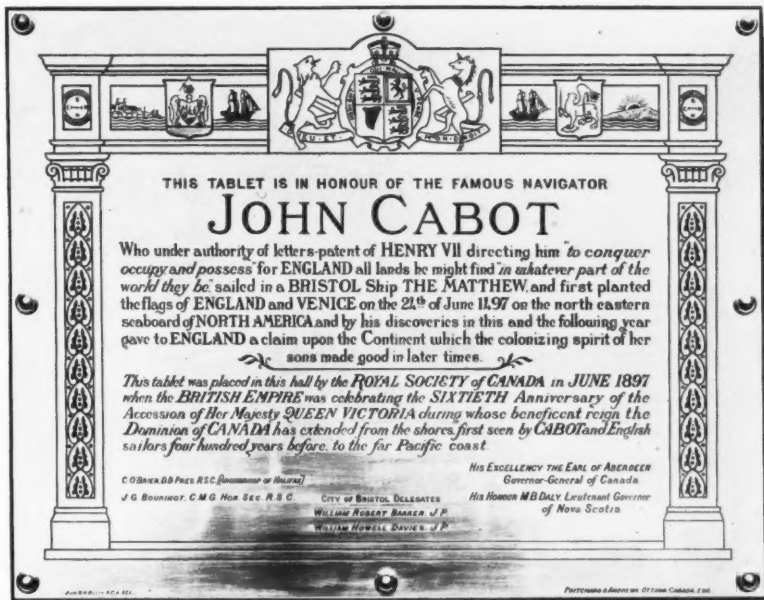 DIEU ET MON DROIT
THIS TABLET IS IN HONOUR OF THE FAMOUS NAVIGATOR
JOHN CABOT
Who under authority of letters-patent of HENRY VII directing him "to conquer
occupy and possess" for ENGLAND all lands he might find "in whatever part of the
world they be," sailed in a BRISTOL Ship THE MATTHEW, and first planted
the flags of ENGLAND and VENICE on the 24th of June 1497 on the north eastern
seaboard of NORTH AMERICA and by his discoveries in this and the following year
gave to ENGLAND a claim upon the Continent which the colonizing spirit of her
sons made good in later times.
This tablet was placed in this hall by the ROYAL SOCIETY of CANADA in JUNE 1897
when the BRITISH EMPIRE was celebrating the SIXTIETH Anniversary of the
Accession of Her Majesty QUEEN VICTORIA during whose beneficent reign the
Dominion of CANADA has extended from the shores first seen by CABOT and English
sailors four hundred years before, to the far Pacific coast
C. O'BRIEN. D.D. PRES. R.S.C. [ARCHBISHOP OF HALIFAX]
J G BOURINOT. C.M.G. HON. SEC. R.S.C.
CITY OF BRISTOL DELEGATES
WILLIAM ROBERT BARKER. J.P.
WILLIAM HOWELL DAVIES. J.P.
HIS EXCELLENCY THE EARL OF ABERDEEN
Governor-General of Canada
HIS HONOUR M B DALY Lieutenant Governor
of Nova Scotia
PRITCHARD & ANDREWS. OTTAWA CANADA.